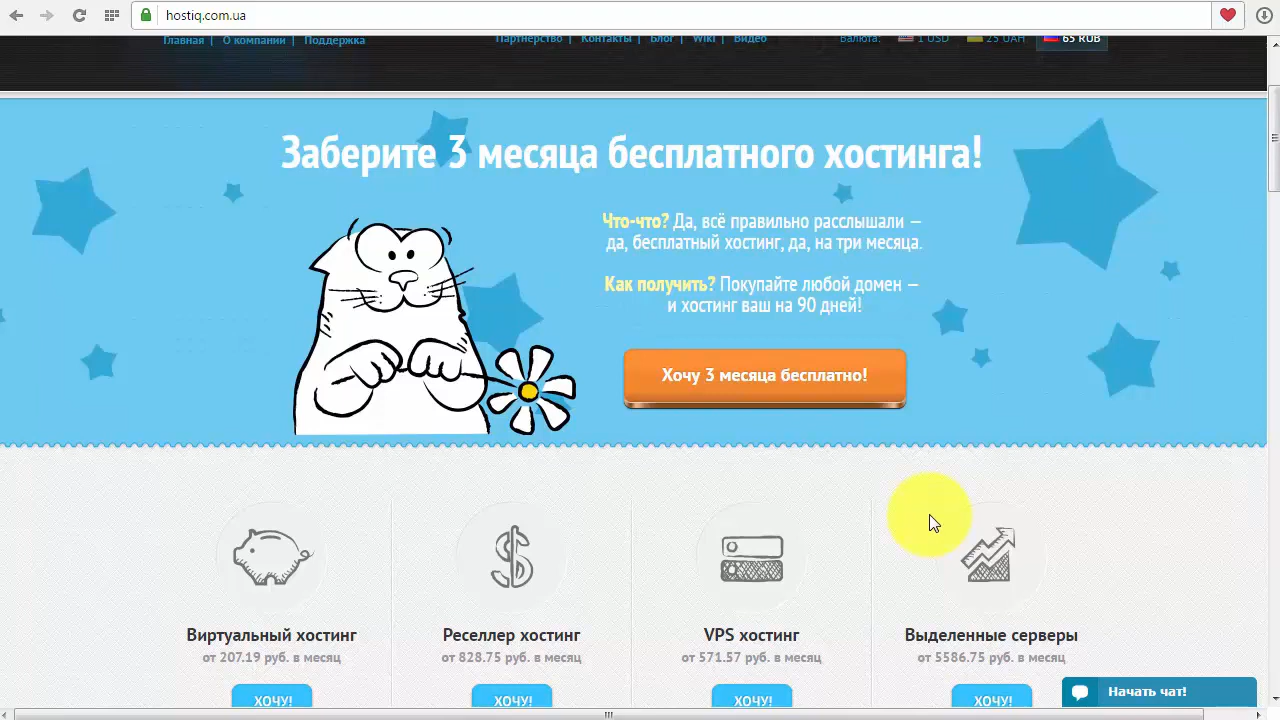 hostiq.com.ua
Главная | О компании | Поддержка Партнерство | Контакты | Блог | Wiki | Видео Валюта: 1 USD 25 UAH 65 RUB
Заберите 3 месяца бесплатного хостинга!
Что-что? Да, всё правильно расслышали —
да, бесплатный хостинг, да, на три месяца.
Как получить? Покупайте любой домен —
и хостинг ваш на 90 дней!
Хочу 3 месяца бесплатно!
Виртуальный хостинг
от 207.19 руб. в месяц
ХОЧУ!
Реселлер хостинг
от 828.75 руб. в месяц
ХОЧУ!
VPS хостинг
от 571.57 руб. в месяц
ХОЧУ!
Выделенные серверы
от 5586.75 руб. в месяц
ХОЧУ!
Начать чат!